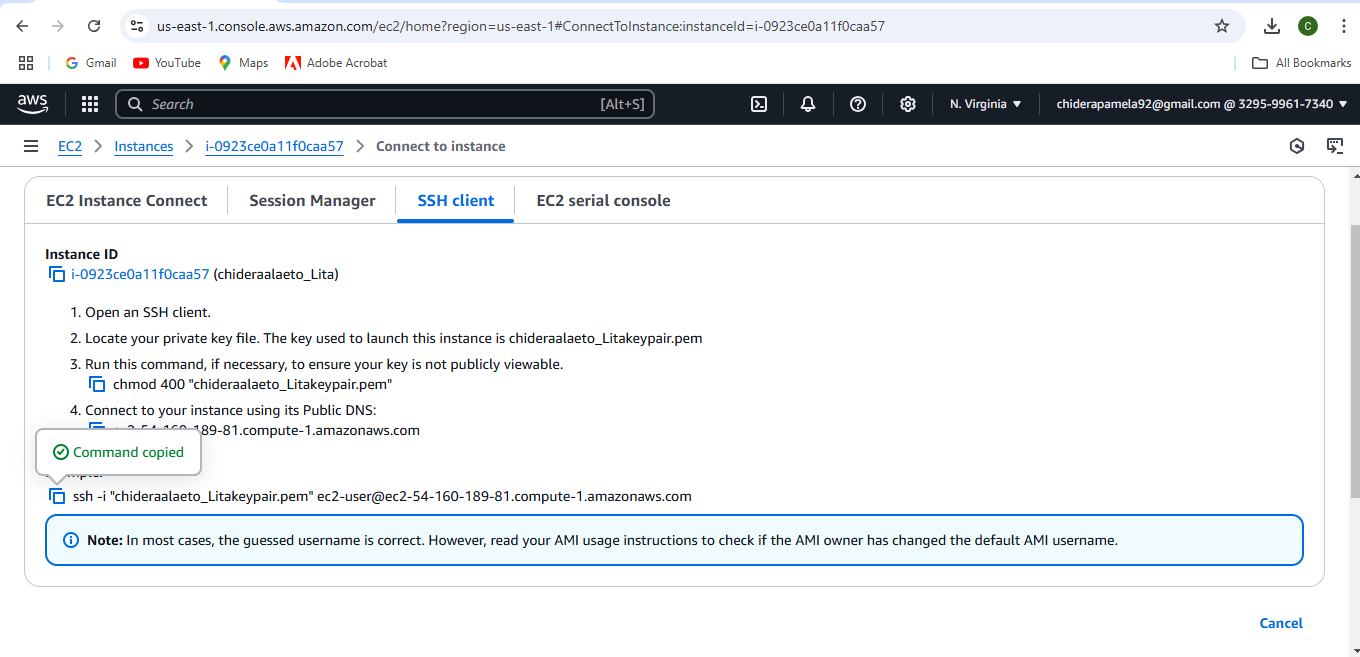 us-east-1.console.aws.amazon.com/ec2/home?region=us-east-1#ConnectToInstance:instanceId=i-0923ce0a11f0caa57
C
Gmail YouTube Maps Adobe Acrobat All Bookmarks
aws Search [Alt+S] N. Virginia chiderapamela92@gmail.com @ 3295-9961-7340
EC2 Instances i-0923ce0a11f0caa57 Connect to instance
EC2 Instance Connect Session Manager SSH client EC2 serial console
Instance ID
i-0923ce0a11f0caa57 (chideraalaeto_Lita)
1. Open an SSH client.
2. Locate your private key file. The key used to launch this instance is chideraalaeto_Litakeypair.pem
3. Run this command, if necessary, to ensure your key is not publicly viewable.
chmod 400 "chideraalaeto_Litakeypair.pem"
4. Connect to your instance using its Public DNS:
89-81.compute-1.amazonaws.com
Command copied
ssh -i "chideraalaeto_Litakeypair.pem" ec2-user@ec2-54-160-189-81.compute-1.amazonaws.com
Note: In most cases, the guessed username is correct. However, read your AMI usage instructions to check if the AMI owner has changed the default AMI username.
Cancel